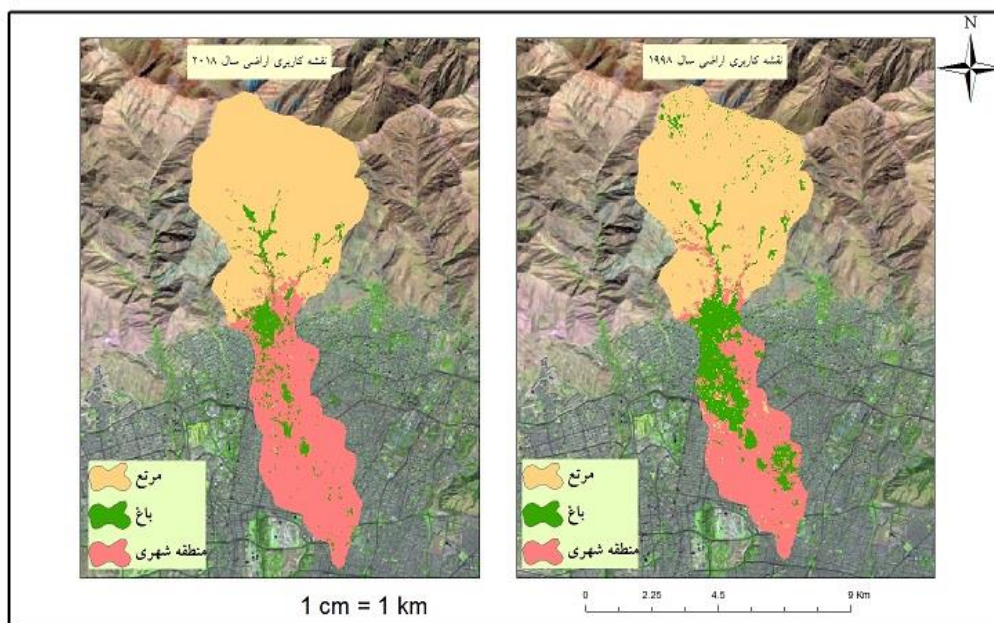 N
نقشه کاربری اراضی سال ۱۹۹۸
نقشه کاربری اراضی سال ۲۰۱۸
مرتع
باغ
منطقه شهری
مرتع
باغ
منطقه شهری
1 cm = 1 km
0 2.25 4.5 9 Km